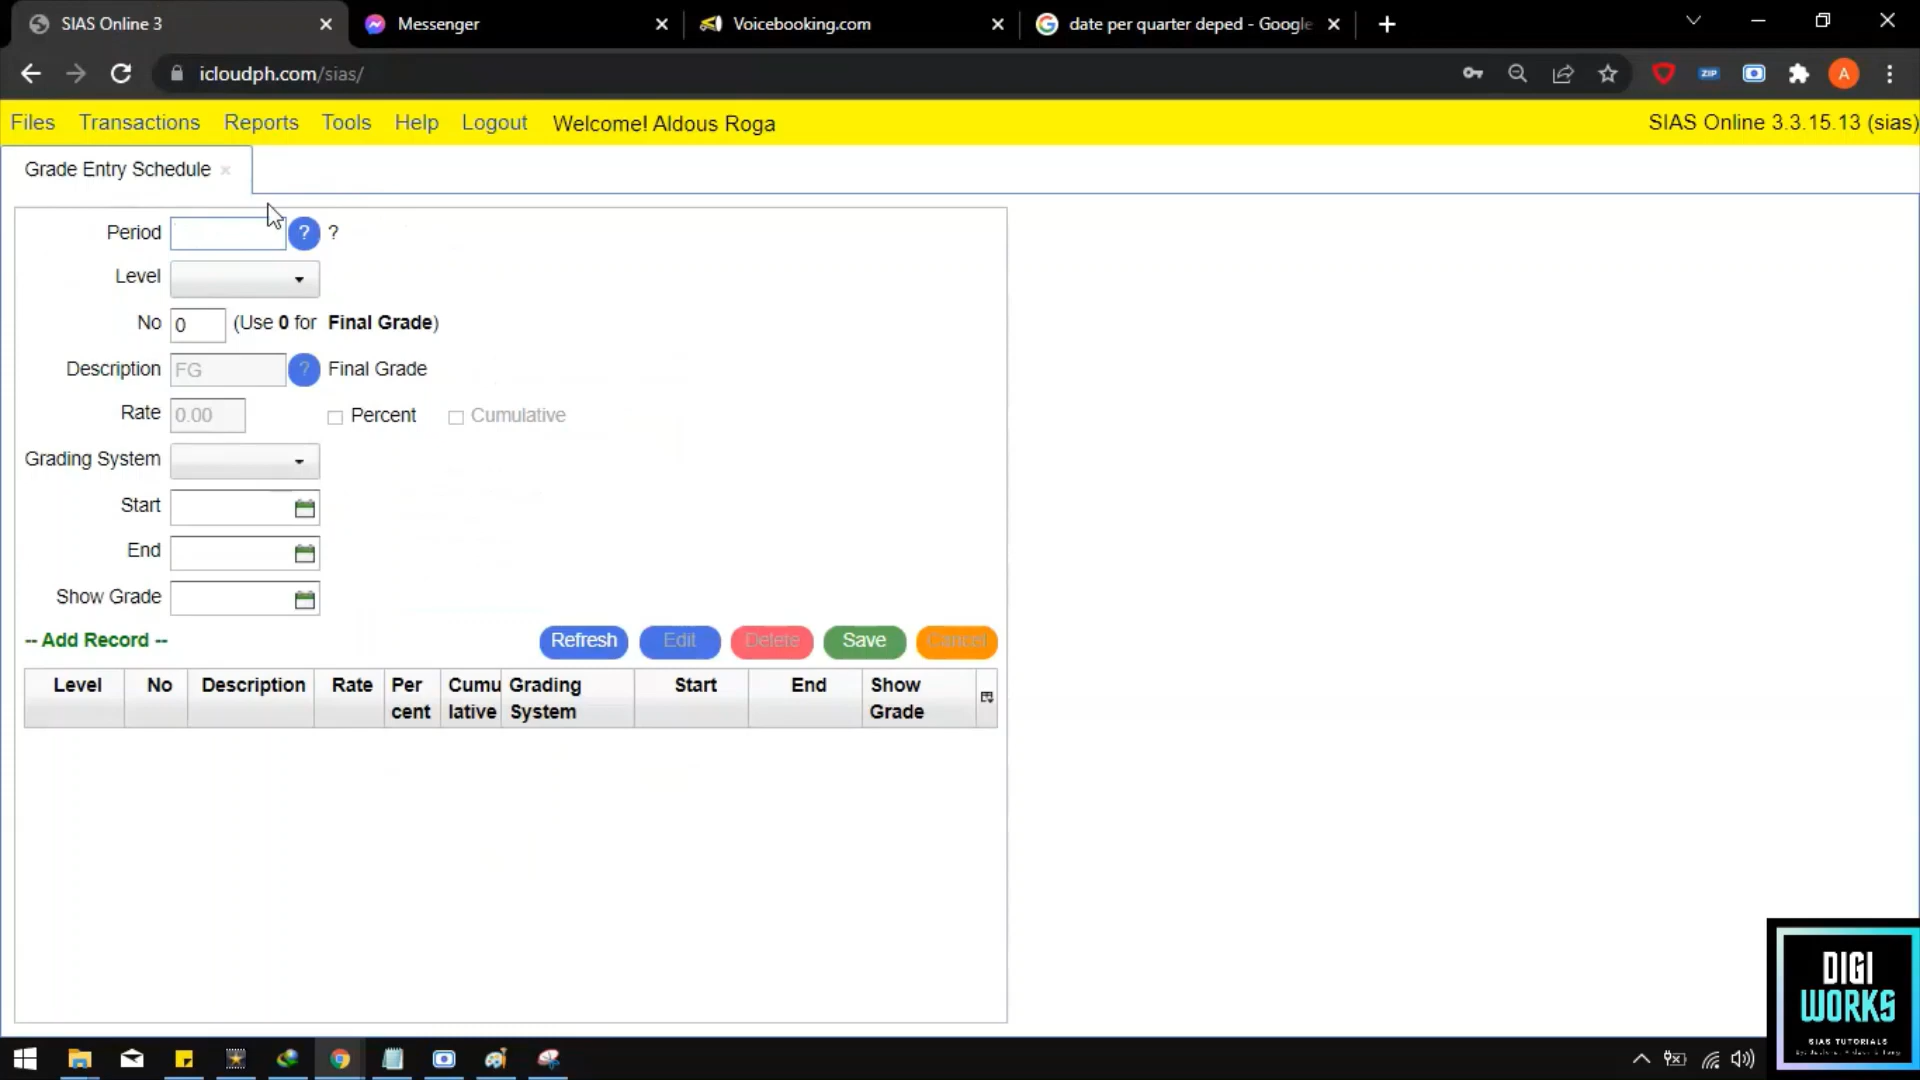 SIAS Online 3
Messenger
Voicebooking.com
date per quarter deped - Google
icloudph.com/sias/
ZIP
A
Files Transactions Reports Tools Help Logout Welcome! Aldous Roga
SIAS Online 3.3.15.13 (sias)
Grade Entry Schedule
Period ? ?
Level
No 0 (Use 0 for Final Grade)
Description FG ? Final Grade
Rate 0.00 Percent Cumulative
Grading System
Start
End
Show Grade
-- Add Record --
Refresh Edit Delete Save Cancel
Level No Description Rate Per cent Cumu lative Grading System Start End Show Grade
DIGI
WORKS
SIAS TUTORIALS